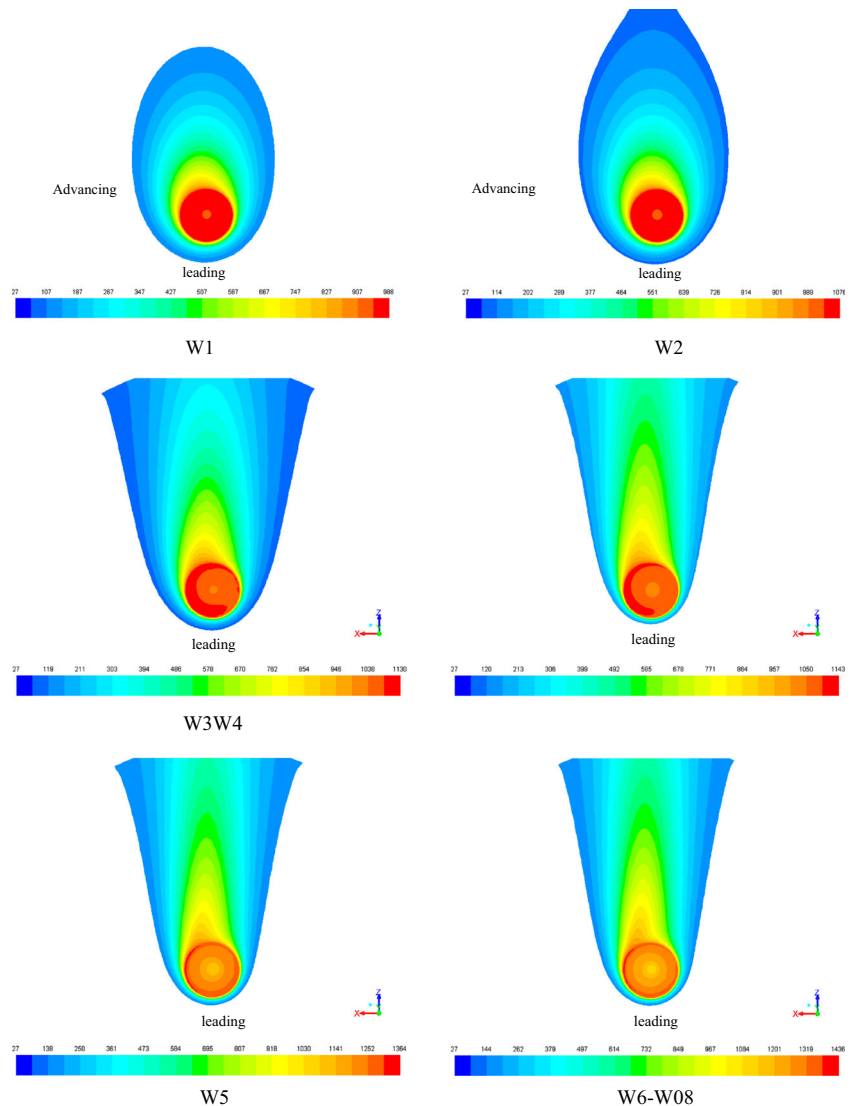 Advancing
leading
27 107 187 267 347 427 507 587 667 747 827 907 988
W1
Advancing
leading
27 114 202 289 377 464 551 639 726 814 901 989 1076
W2
leading
X Z
27 119 211 303 394 486 578 670 762 854 946 1038 1130
W3W4
leading
X Z
27 120 213 306 399 492 585 678 771 864 957 1050 1143
leading
X Z
27 138 250 361 473 584 695 807 918 1030 1141 1252 1364
W5
leading
X Z
27 144 262 379 497 614 732 849 967 1084 1201 1319 1436
W6-W08